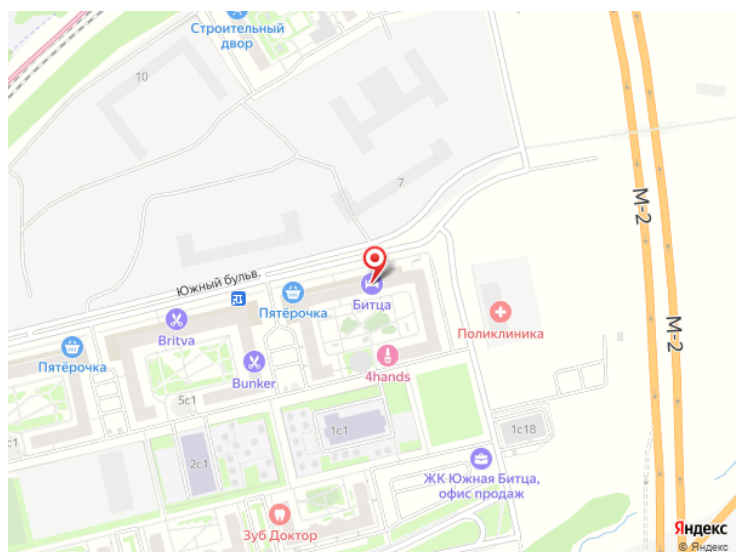 Строительный
двор
10
7
М-2
Южный бульв.
Битца
Пятёрочка
Britva
Поликлиника
М-2
Пятёрочка
Bunker
4hands
5с1
1с1
1с18
с1
2с1
ЖК Южная Битца,
офис продаж
Зуб Доктор
Яндекс
© Яндекс